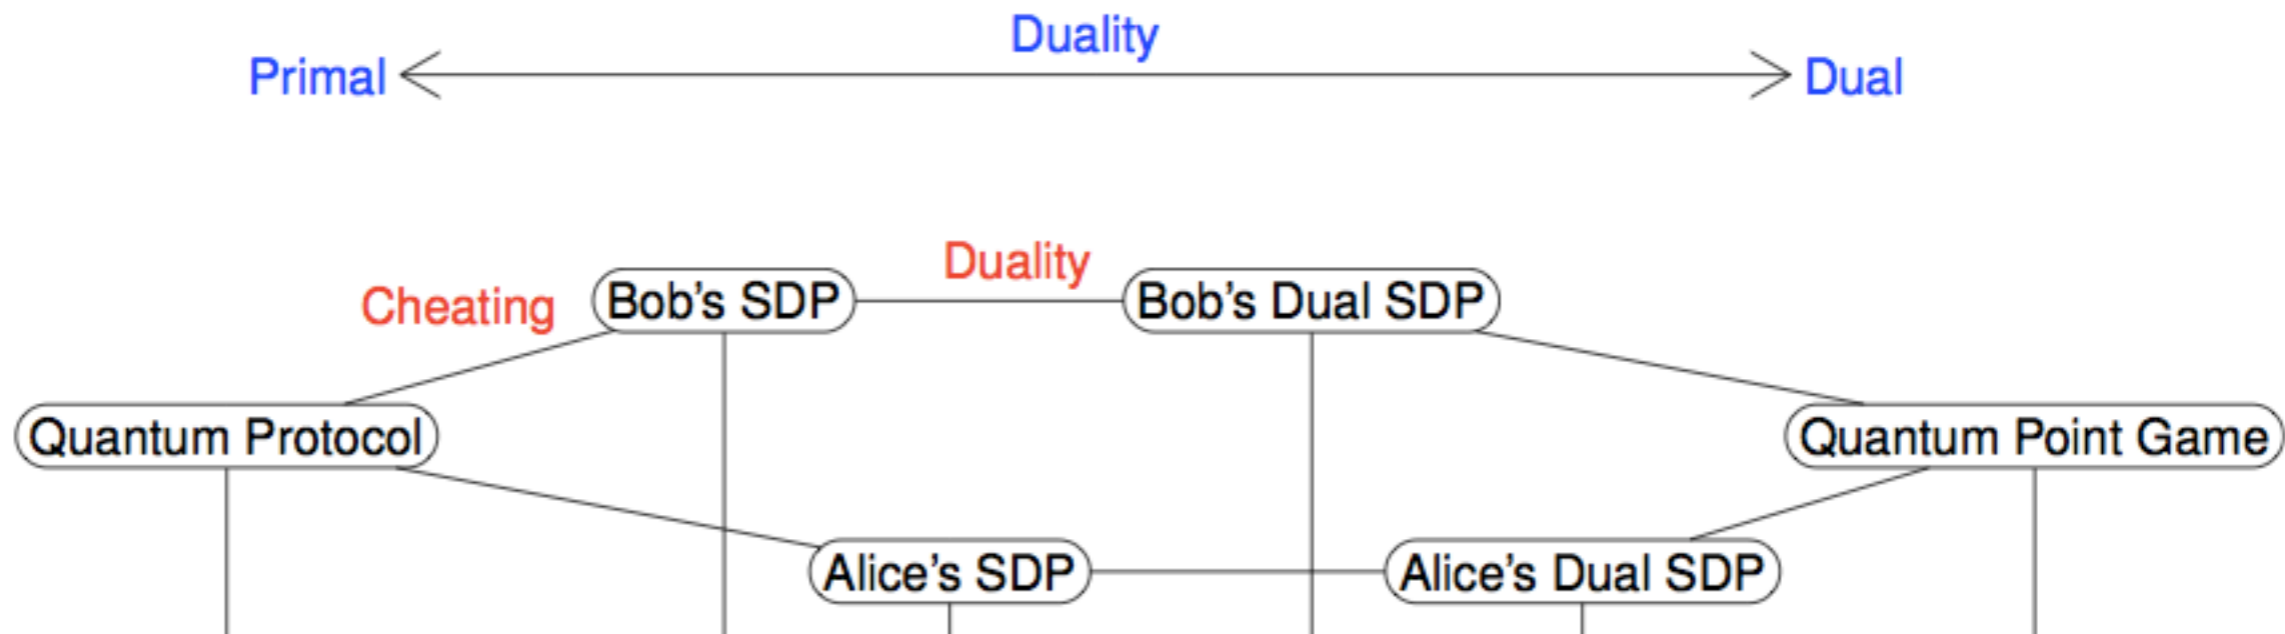 Duality
Primal
Dual
Duality
Cheating
Bob’s SDP
Bob’s Dual SDP
Quantum Protocol
Quantum Point Game
Alice’s SDP
Alice’s Dual SDP